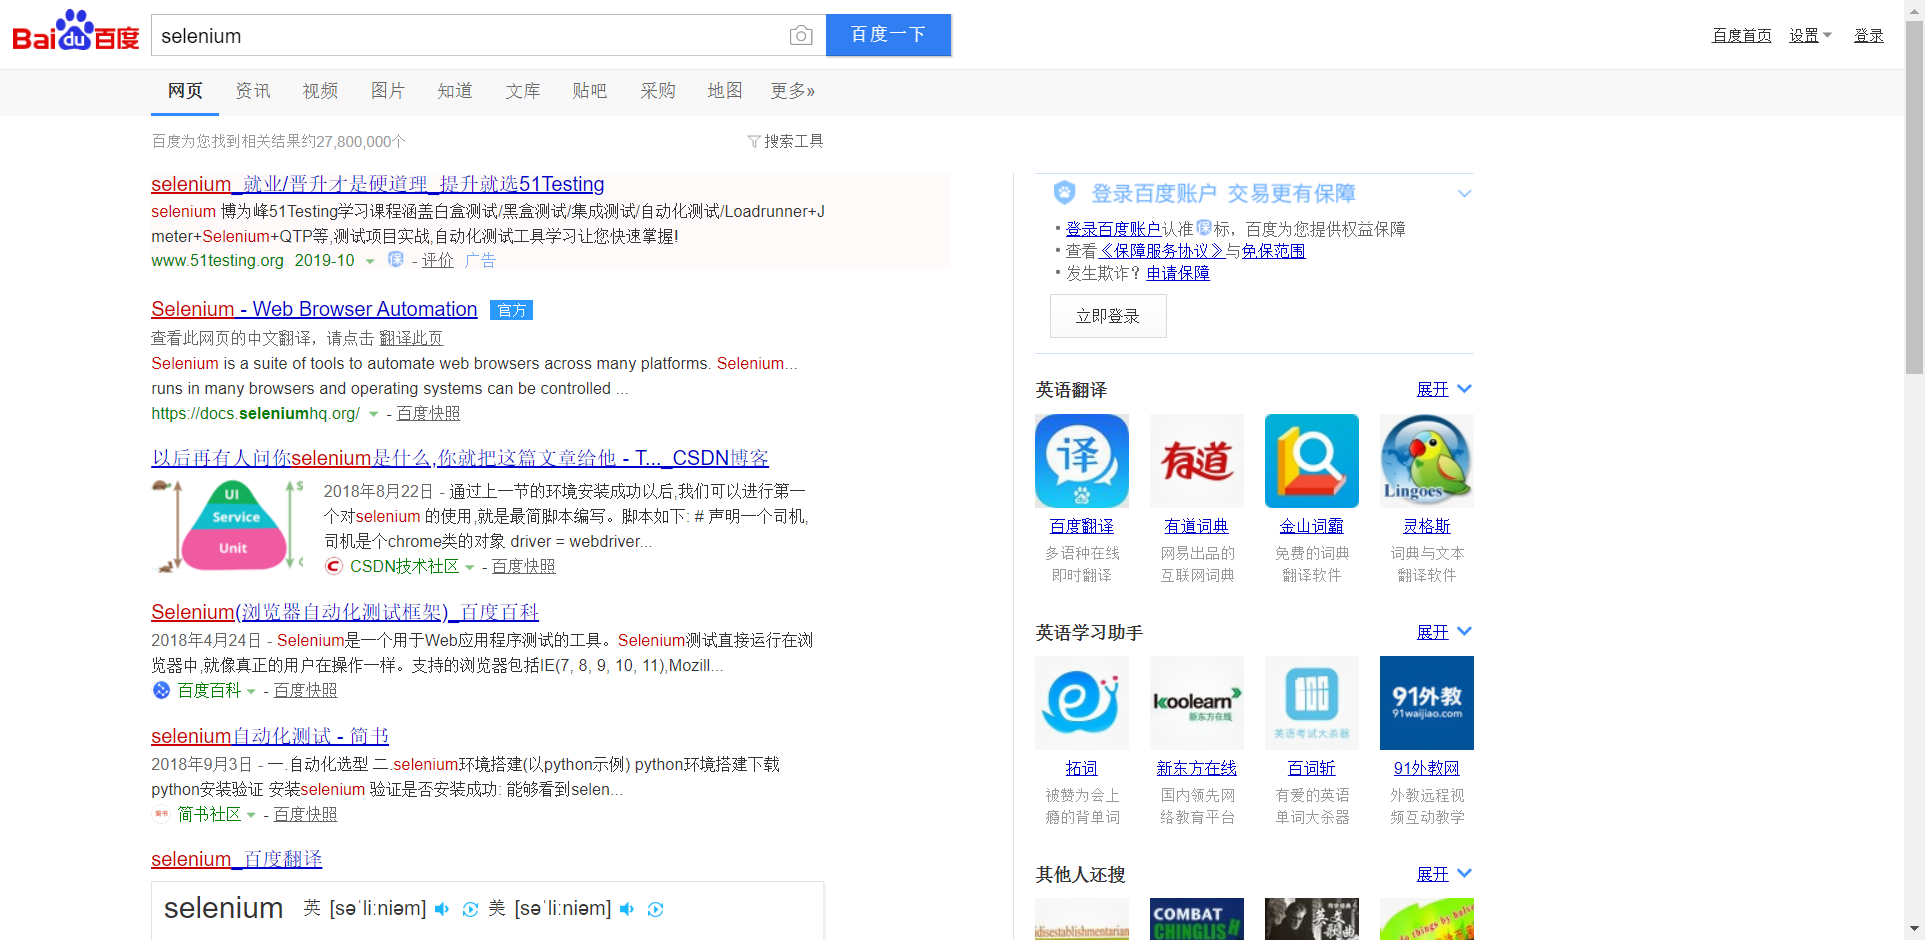 Bai du 百度
selenium
百度一下
百度首页 设置 登录
网页 资讯 视频 图片 知道 文库 贴吧 采购 地图 更多»
百度为您找到相关结果约27,800,000个
搜索工具
selenium_就业/晋升才是硬道理_提升就选51Testing
selenium 博为峰51Testing学习课程涵盖白盒测试/黑盒测试/集成测试/自动化测试/Loadrunner+J
meter+Selenium+QTP等,测试项目实战,自动化测试工具学习让您快速掌握!
www.51testing.org 2019-10 保 - 评价 广告
Selenium - Web Browser Automation 官方
查看此网页的中文翻译，请点击 翻译此页
Selenium is a suite of tools to automate web browsers across many platforms. Selenium...
runs in many browsers and operating systems can be controlled ...
https://docs.seleniumhq.org/ - 百度快照
以后再有人问你selenium是什么,你就把这篇文章给他 - T..._CSDN博客
UI
Service
Unit
$
2018年8月22日 - 通过上一节的环境安装成功以后,我们可以进行第一
个对selenium 的使用,就是最简脚本编写。脚本如下: # 声明一个司机,
司机是个chrome类的对象 driver = webdriver...
CSDN技术社区 - 百度快照
Selenium(浏览器自动化测试框架)_百度百科
2018年4月24日 - Selenium是一个用于Web应用程序测试的工具。Selenium测试直接运行在浏
览器中,就像真正的用户在操作一样。支持的浏览器包括IE(7, 8, 9, 10, 11),Mozill...
百度百科 - 百度快照
selenium自动化测试 - 简书
2018年9月3日 - 一.自动化选型 二.selenium环境搭建(以python示例) python环境搭建下载
python安装验证 安装selenium 验证是否安装成功: 能够看到selen...
简书 简书社区 - 百度快照
selenium_百度翻译
selenium 英 [səˈliːniəm] 美 [səˈliːniəm]
登录百度账户 交易更有保障
• 登录百度账户认准保标，百度为您提供权益保障
• 查看《保障服务协议》与免保范围
• 发生欺诈？申请保障
立即登录
英语翻译 展开
译 有道 Lingoes
百度翻译 有道词典 金山词霸 灵格斯
多语种在线 网易出品的 免费的词典 词典与文本
即时翻译 互联网词典 翻译软件 翻译软件
英语学习助手 展开
koolearn 新东方在线
英语考试大杀器
91外教
91waijiao.com
拓词 新东方在线 百词斩 91外教网
被赞为会上 国内领先网 有爱的英语 外教远程视
瘾的背单词 络教育平台 单词大杀器 频互动教学
其他人还搜 展开
idisestablishmentarian
COMBAT
CHINGLISH
英文
歌曲
do things by halves